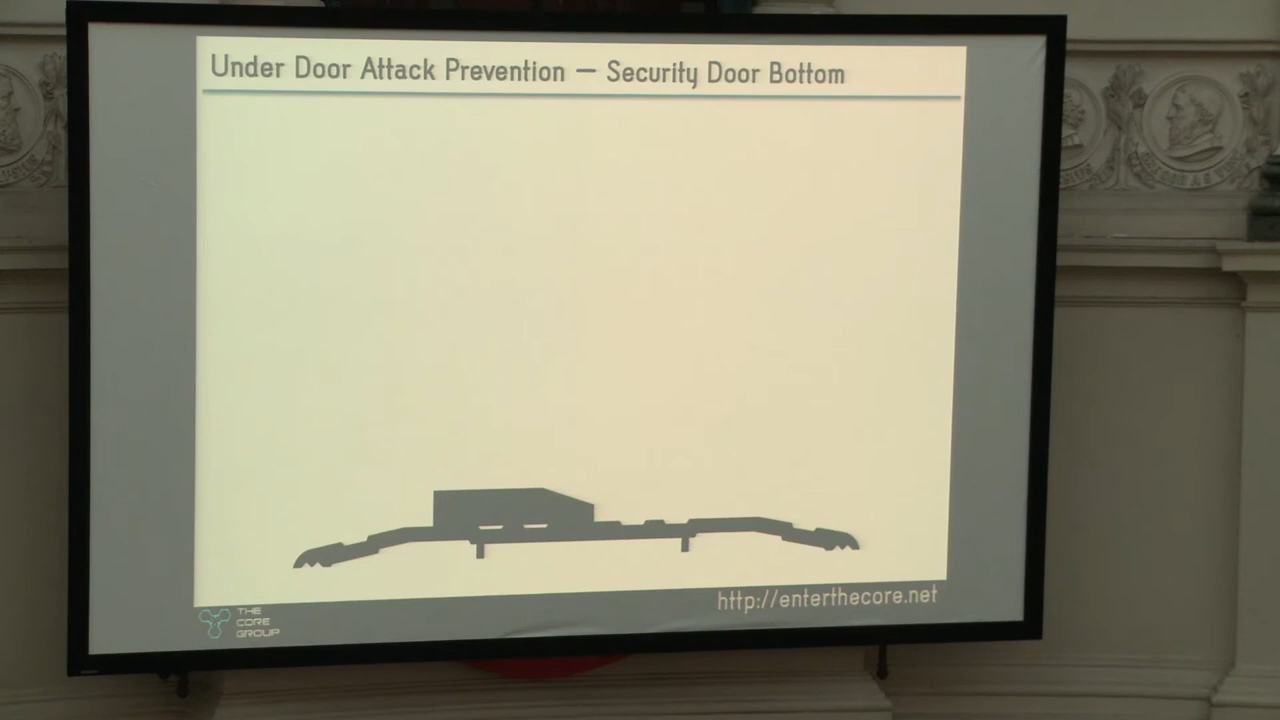 Under Door Attack Prevention — Security Door Bottom
http://enterthecore.net
THE
CORE
GROUP